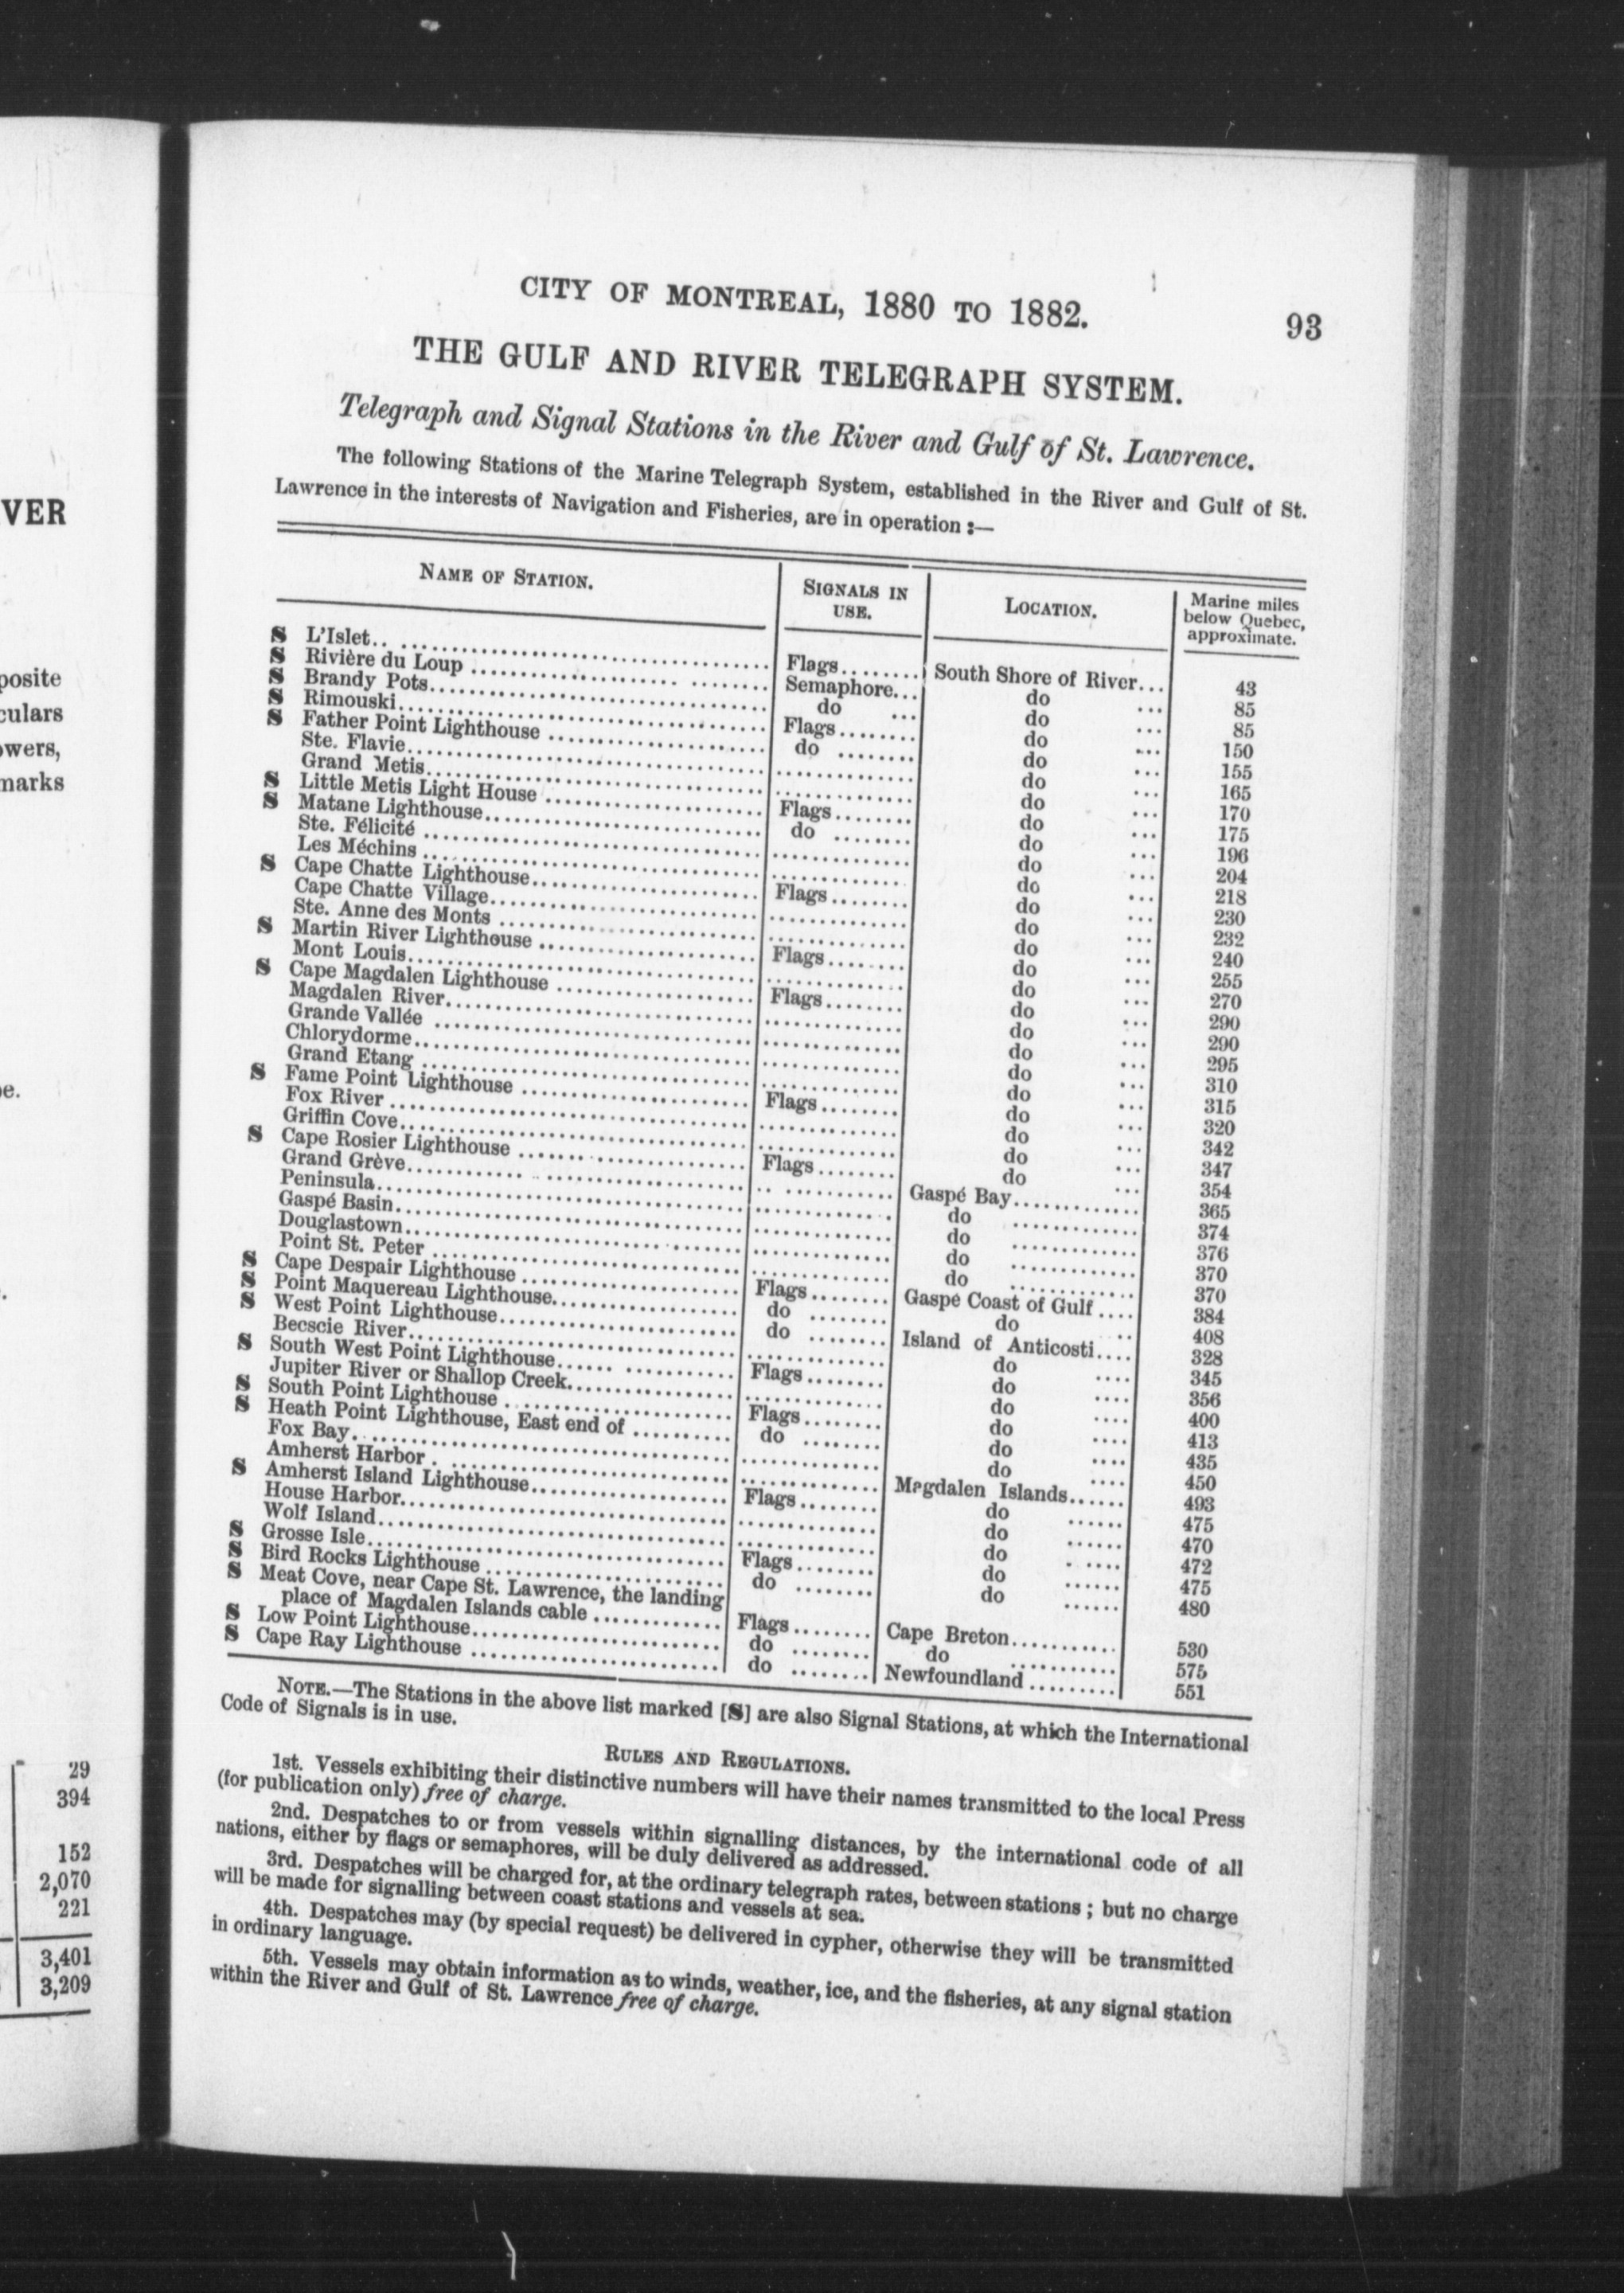 VER
posite
culars
owers,
marks
e.
29
394
152
2,070
221
3,401
3,209
CITY OF MONTREAL, 1880 TO 1882. 93
THE GULF AND RIVER TELEGRAPH SYSTEM.
Telegraph and Signal Stations in the River and Gulf of St. Lawrence.
The following Stations of the Marine Telegraph System, established in the River and Gulf of St.
Lawrence in the interests of Navigation and Fisheries, are in operation :—
NAME OF STATION. SIGNALS IN USE. LOCATION. Marine miles below Quebec, approximate.
S L'Islet.. Flags........ South Shore of River... 43
S Rivière du Loup Semaphore... do ... 85
S Brandy Pots do ... do ... 85
S Rimouski Flags........ do ... 150
S Father Point Lighthouse do ........ do ... 155
Ste. Flavie do ... 165
Grand Metis do ... 170
S Little Metis Light House Flags........ do ... 175
S Matane Lighthouse do ........ do ... 196
Ste. Félicité do ... 204
Les Méchins do ... 218
S Cape Chatte Lighthouse Flags........ do ... 230
Cape Chatte Village do ... 232
Ste. Anne des Monts do ... 240
S Martin River Lighthouse Flags........ do ... 255
Mont Louis do ... 270
S Cape Magdalen Lighthouse Flags........ do ... 290
Magdalen River do ... 290
Grande Vallée do ... 295
Chlorydorme do ... 310
Grand Etang do ... 315
S Fame Point Lighthouse Flags........ do ... 320
Fox River do ... 342
Griffin Cove do ... 347
S Cape Rosier Lighthouse Flags........ do ... 354
Grand Grève Gaspé Bay 365
Peninsula do 374
Gaspé Basin do 376
Douglastown do 370
Point St. Peter do 370
S Cape Despair Lighthouse Flags........ Gaspé Coast of Gulf .... 384
S Point Maquereau Lighthouse do ........ do .. 408
S West Point Lighthouse do ........ Island of Anticosti.... 328
Becscie River do .... 345
S South West Point Lighthouse Flags........ do .... 356
Jupiter River or Shallop Creek do .... 400
S South Point Lighthouse Flags........ do .... 413
S Heath Point Lighthouse, East end of do ........ do .... 435
Fox Bay do .... 450
Amherst Harbor Magdalen Islands...... 493
S Amherst Island Lighthouse Flags........ do ...... 475
House Harbor do ...... 470
Wolf Island do ...... 472
S Grosse Isle Flags........ do ...... 475
S Bird Rocks Lighthouse do ........ do ...... 480
S Meat Cove, near Cape St. Lawrence, the landing
place of Magdalen Islands cable Flags........ Cape Breton 530
S Low Point Lighthouse do ........ do 575
S Cape Ray Lighthouse do ........ Newfoundland ......... 551
NOTE.—The Stations in the above list marked [S] are also Signal Stations, at which the International
Code of Signals is in use.
RULES AND REGULATIONS.
1st. Vessels exhibiting their distinctive numbers will have their names transmitted to the local Press
(for publication only) free of charge.
2nd. Despatches to or from vessels within signalling distances, by the international code of all
nations, either by flags or semaphores, will be duly delivered as addressed.
3rd. Despatches will be charged for, at the ordinary telegraph rates, between stations ; but no charge
will be made for signalling between coast stations and vessels at sea.
4th. Despatches may (by special request) be delivered in cypher, otherwise they will be transmitted
in ordinary language.
5th. Vessels may obtain information as to winds, weather, ice, and the fisheries, at any signal station
within the River and Gulf of St. Lawrence free of charge.